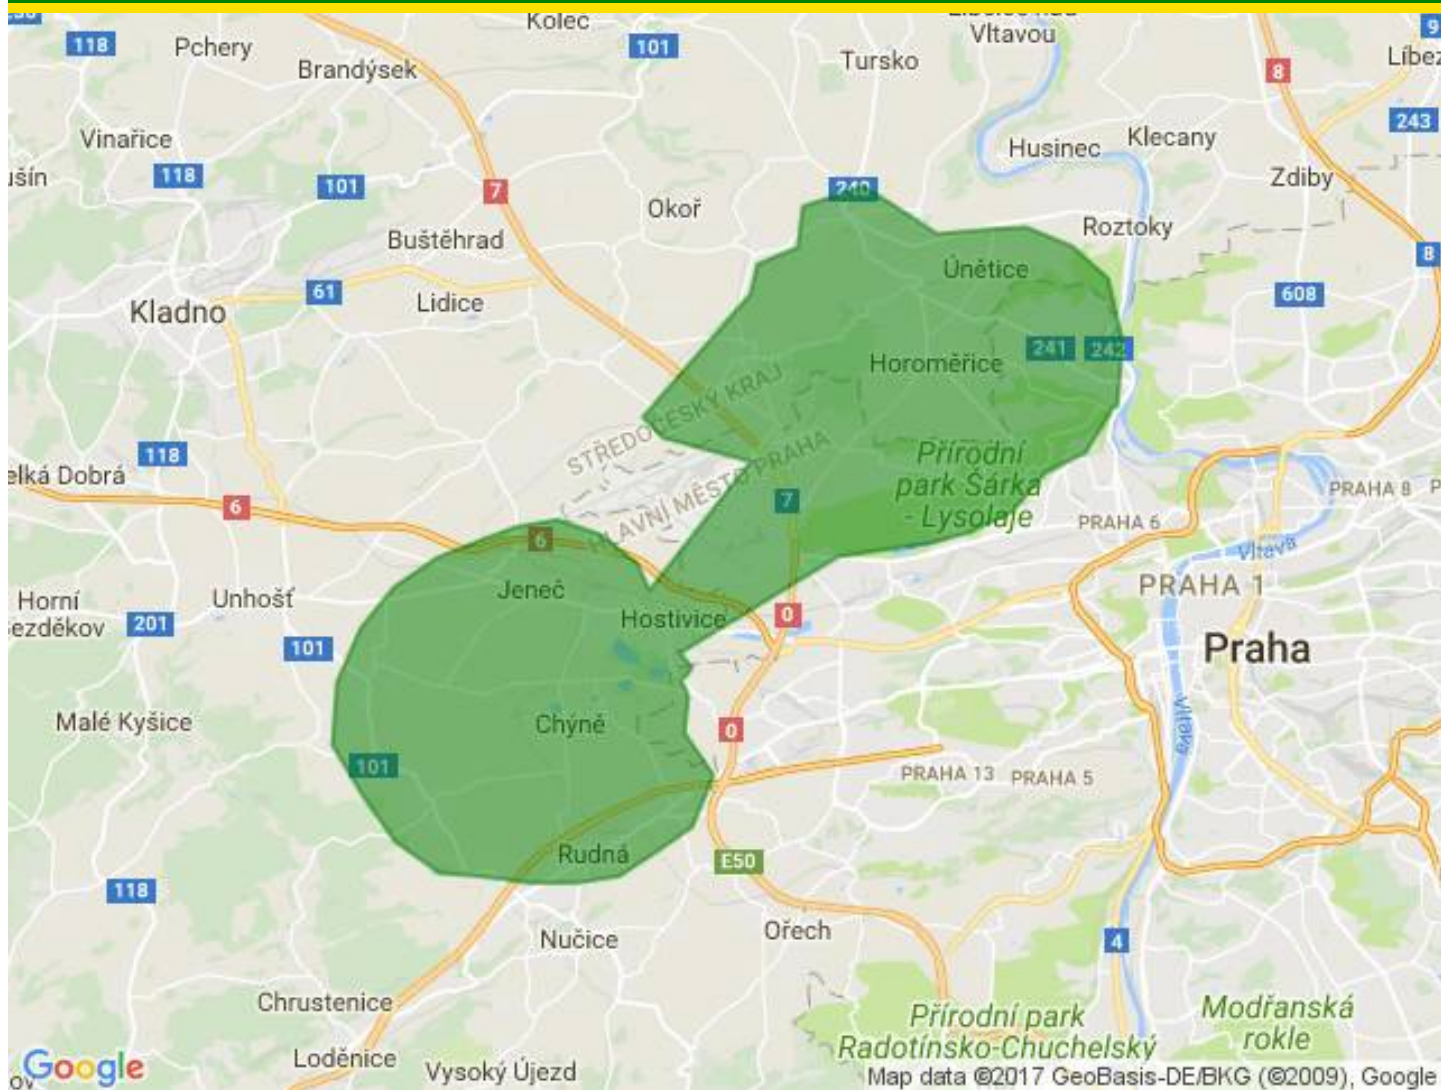 Koleč
Vltavou
9
118
Pchery
101
Tursko
Líbez
Brandýsek
8
243
Vinařice
Klecany
Husinec
118
101
7
240
Zdiby
Okoř
Roztoky
Buštěhrad
8
Únětice
61
608
Lidice
Kladno
241
242
Horoměřice
STŘEDOČESKÝ KRAJ
HLAVNÍ MĚSTO PRAHA
118
Přírodní
park Šárka
- Lysolaje
elká Dobrá
6
7
PRAHA 8
P
PRAHA 6
6
Vltava
Jeneč
PRAHA 1
Horní
Bezděkov
Unhošť
201
Hostivice
0
101
Praha
Malé Kyšice
Chýně
0
Vltava
101
PRAHA 13
PRAHA 5
Rudná
E50
118
Nučice
Ořech
4
Chrustenice
Přírodní park
Radotínsko-Chuchelský
Modřanská
rokle
Loděnice
Vysoký Újezd
Google
Map data ©2017 GeoBasis-DE/BKG (©2009), Google